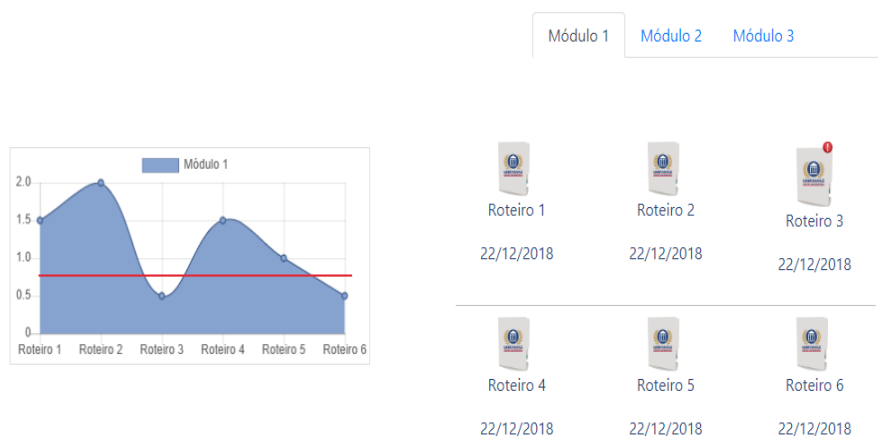 Módulo 1 Módulo 2 Módulo 3
Módulo 1
2.0
1.5
1.0
0.5
0
Roteiro 1 Roteiro 2 Roteiro 3 Roteiro 4 Roteiro 5 Roteiro 6
Roteiro 1 Roteiro 2 Roteiro 3
22/12/2018 22/12/2018 22/12/2018
Roteiro 4 Roteiro 5 Roteiro 6
22/12/2018 22/12/2018 22/12/2018